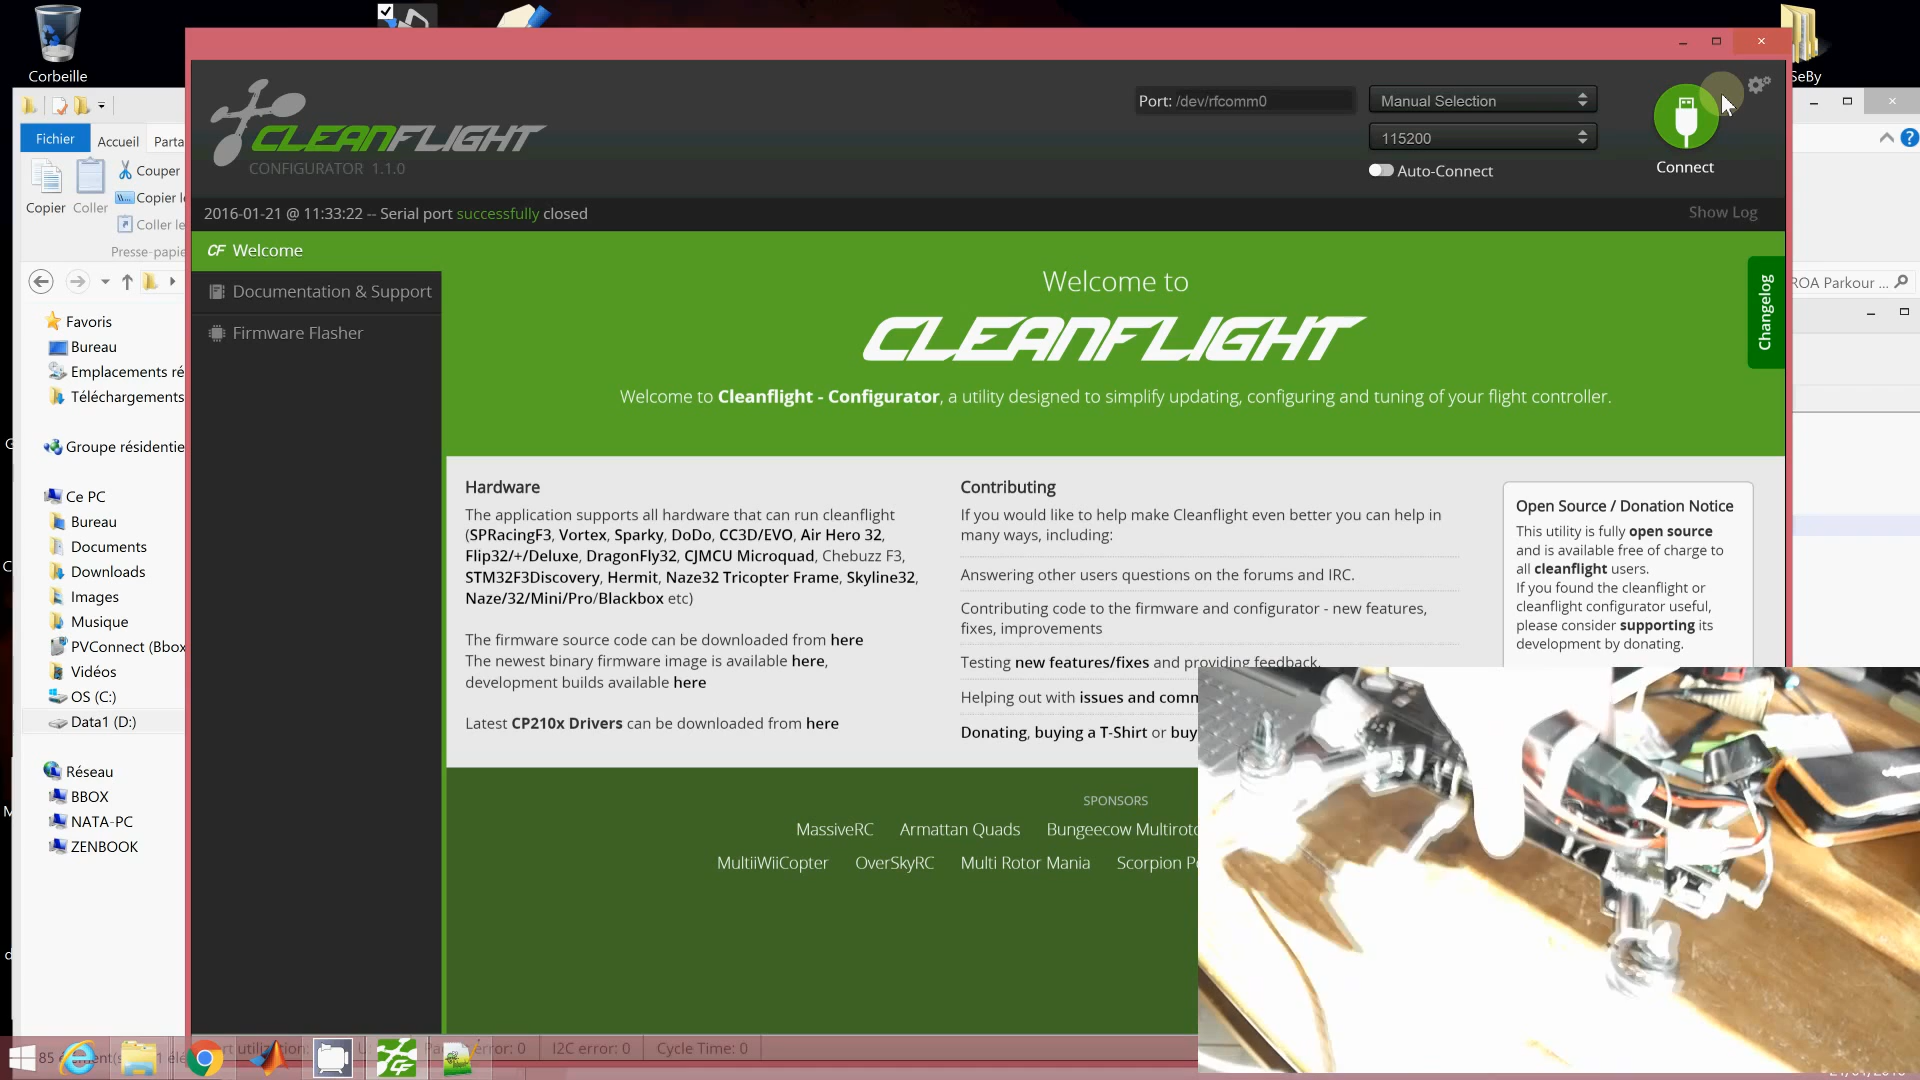 Corbeille
SeBy
Fichier
Accueil
Parta
Copier
Coller
Couper
Copier le
Coller le
Presse-papie
Favoris
Bureau
Emplacements ré
Téléchargements
Groupe résidentie
Ce PC
Bureau
Documents
Downloads
Images
Musique
PVConnect (Bbox
Vidéos
OS (C:)
Data1 (D:)
Réseau
BBOX
NATA-PC
ZENBOOK
CLEANFLIGHT
CONFIGURATOR 1.1.0
Port: /dev/rfcomm0
Manual Selection
115200
Auto-Connect
Connect
2016-01-21 @ 11:33:22 -- Serial port successfully closed
Show Log
CF Welcome
Documentation & Support
Firmware Flasher
Welcome to
CLEANFLIGHT
Welcome to Cleanflight - Configurator, a utility designed to simplify updating, configuring and tuning of your flight controller.
Changelog
ROA Parkour ...
Hardware
The application supports all hardware that can run cleanflight
(SPRacingF3, Vortex, Sparky, DoDo, CC3D/EVO, Air Hero 32,
Flip32/+/Deluxe, DragonFly32, CJMCU Microquad, Chebuzz F3,
STM32F3Discovery, Hermit, Naze32 Tricopter Frame, Skyline32,
Naze/32/Mini/Pro/Blackbox etc)
The firmware source code can be downloaded from here
The newest binary firmware image is available here,
development builds available here
Latest CP210x Drivers can be downloaded from here
Contributing
If you would like to help make Cleanflight even better you can help in
many ways, including:
Answering other users questions on the forums and IRC.
Contributing code to the firmware and configurator - new features,
fixes, improvements
Testing new features/fixes and providing feedback.
Helping out with issues and comm
Donating, buying a T-Shirt or buy
Open Source / Donation Notice
This utility is fully open source
and is available free of charge to
all cleanflight users.
If you found the cleanflight or
cleanflight configurator useful,
please consider supporting its
development by donating.
SPONSORS
MassiveRC Armattan Quads Bungeecow Multiroto
MultiiWiiCopter OverSkyRC Multi Rotor Mania Scorpion Po
error: 0
I2C error: 0
Cycle Time: 0